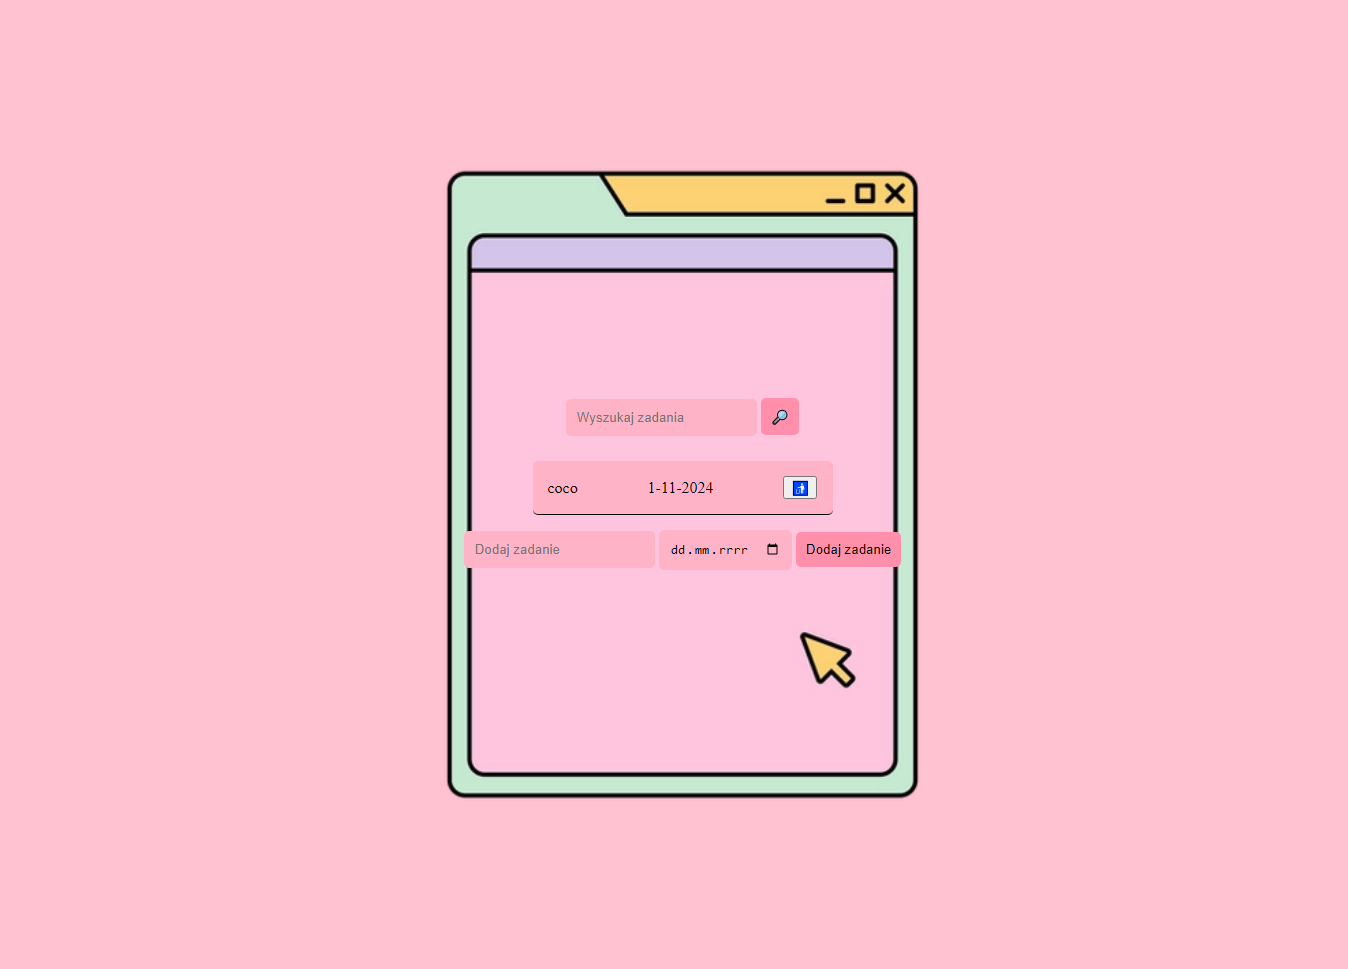 Wyszukaj zadania
coco 1-11-2024
Dodaj zadanie dd.mm.rrrr Dodaj zadanie